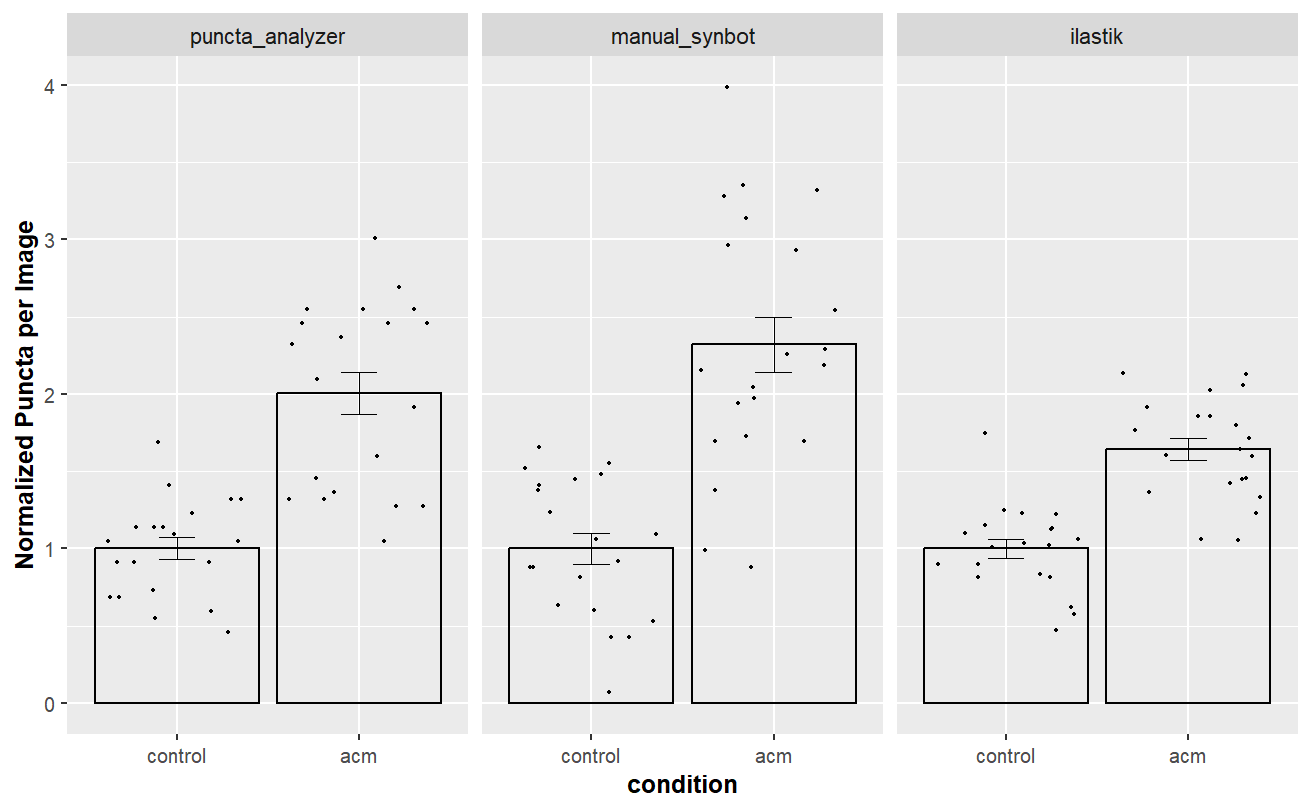 puncta_analyzer manual_synbot ilastik
Normalized Puncta per Image
4
3
2
1
0
control acm control acm control acm
condition